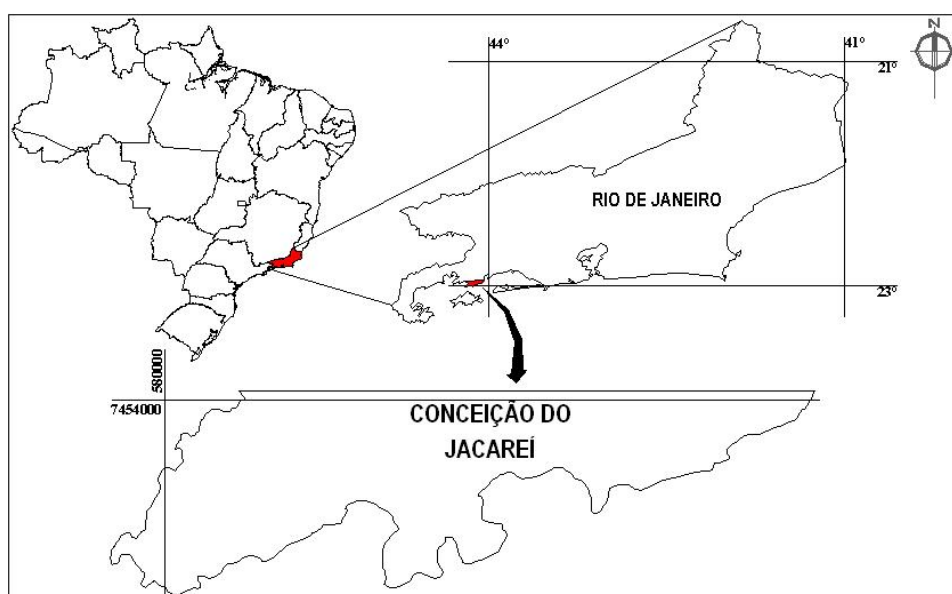 N
44°
41°
21°
RIO DE JANEIRO
23°
580000
7454000
CONCEIÇÃO DO
JACAREÍ